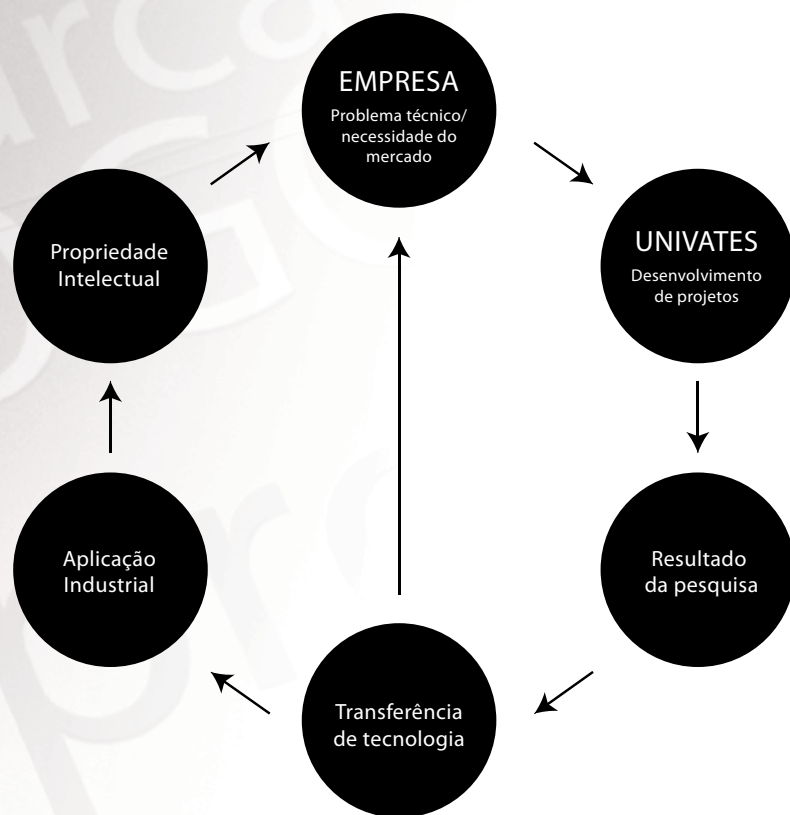 EMPRESA
Problema técnico/
necessidade do
mercado
UNIVATES
Desenvolvimento
de projetos
Resultado
da pesquisa
Transferência
de tecnologia
Aplicação
Industrial
Propriedade
Intelectual